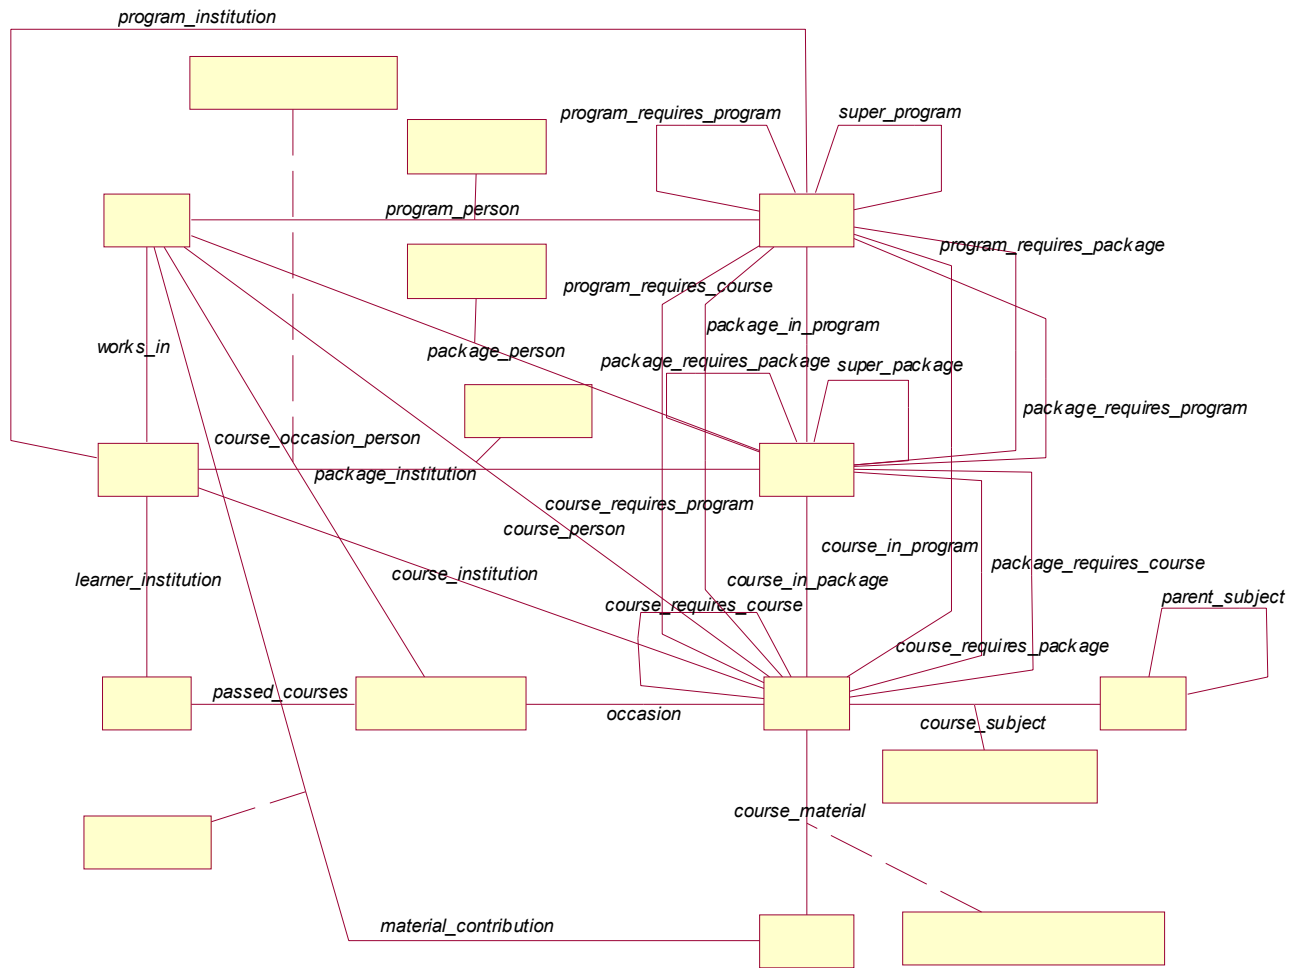 program_institution
program_requires_program
super_program
program_person
program_requires_package
program_requires_course
package_in_program
works_in
package_person
package_requires_package
super_package
package_requires_program
course_occasion_person
package_institution
course_requires_program
course_person
course_in_program
package_requires_course
learner_institution
course_institution
course_in_package
course_requires_course
parent_subject
course_requires_package
passed_courses
occasion
course_subject
course_material
material_contribution